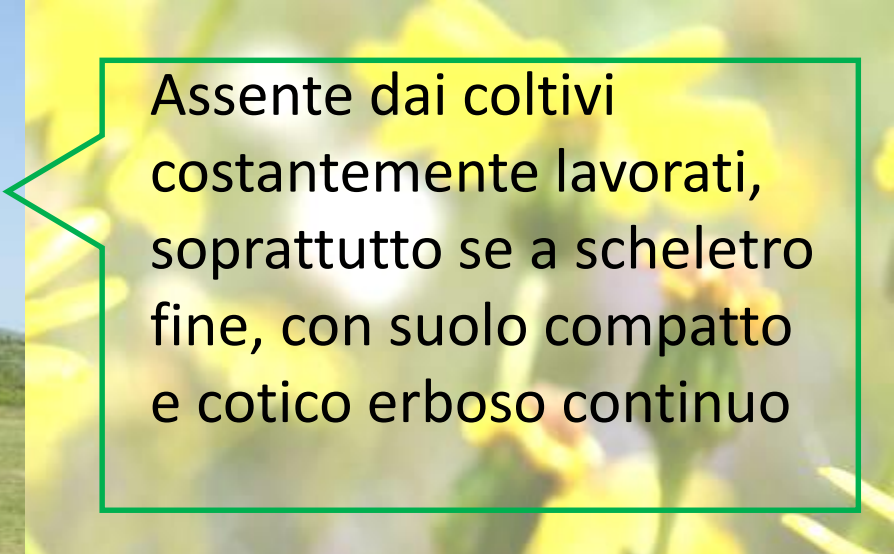 Assente dai coltivi
costantemente lavorati,
soprattutto se a scheletro
fine, con suolo compatto
e cotico erboso continuo